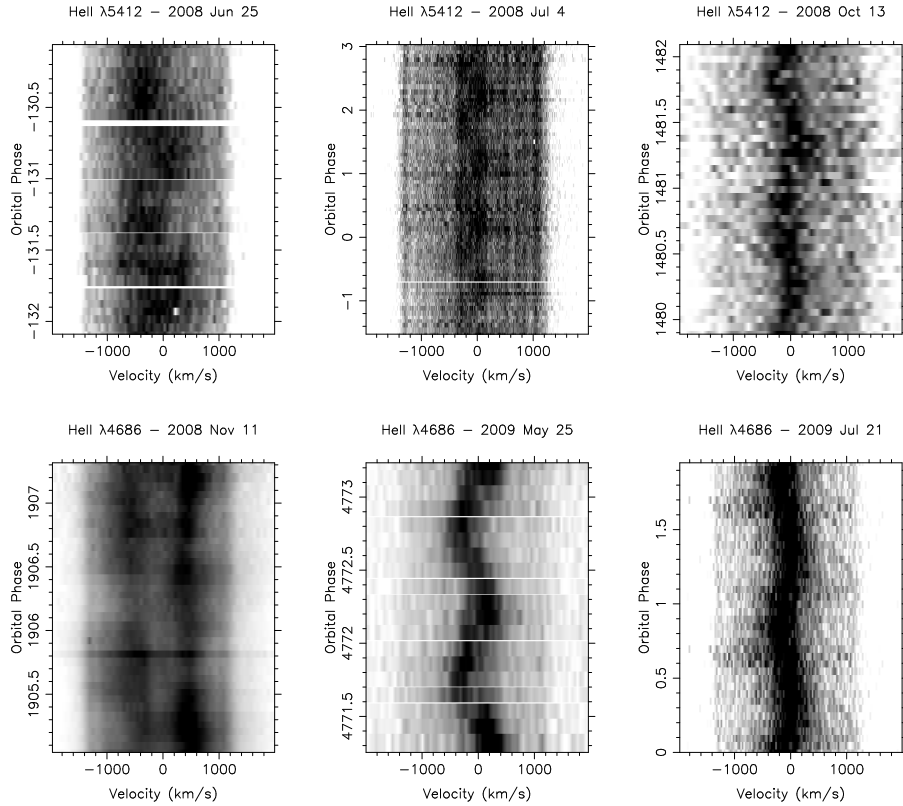 HeII λ5412 − 2008 Jun 25
HeII λ5412 − 2008 Jul 4
HeII λ5412 − 2008 Oct 13
Orbital Phase
−130.5
−131
−131.5
−132
−1000 0 1000
Velocity (km/s)
Orbital Phase
3
2
1
0
−1
−1000 0 1000
Velocity (km/s)
Orbital Phase
1482
1481.5
1481
1480.5
1480
−1000 0 1000
Velocity (km/s)
HeII λ4686 − 2008 Nov 11
HeII λ4686 − 2009 May 25
HeII λ4686 − 2009 Jul 21
Orbital Phase
1907
1906.5
1906
1905.5
−1000 0 1000
Velocity (km/s)
Orbital Phase
4773
4772.5
4772
4771.5
−1000 0 1000
Velocity (km/s)
Orbital Phase
1.5
1
0.5
0
−1000 0 1000
Velocity (km/s)